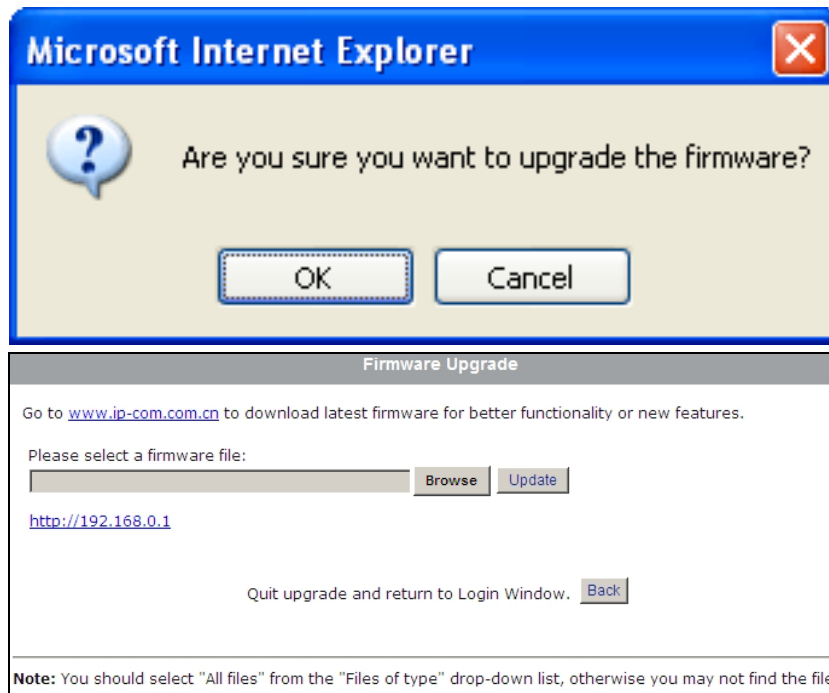 Microsoft Internet Explorer
Are you sure you want to upgrade the firmware?
OK
Cancel
Firmware Upgrade
Go to www.ip-com.com.cn to download latest firmware for better functionality or new features.
Please select a firmware file:
Browse
Update
http://192.168.0.1
Quit upgrade and return to Login Window. Back
Note: You should select "All files" from the "Files of type" drop-down list, otherwise you may not find the file